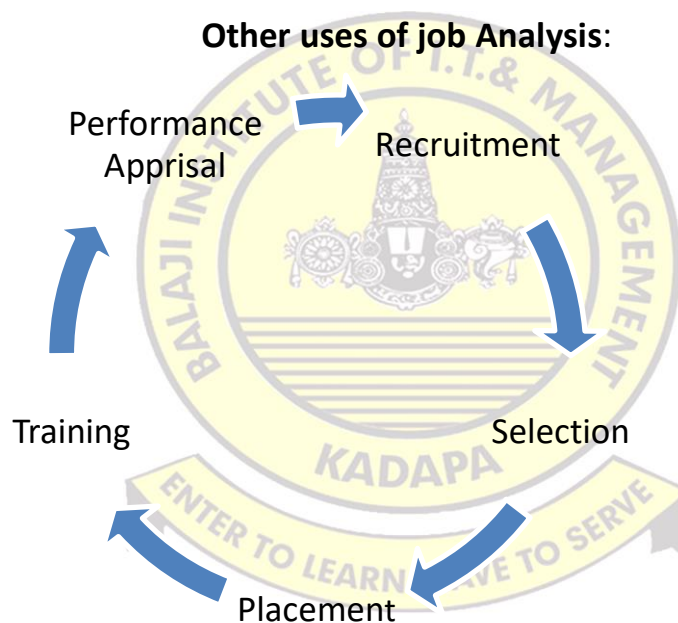 Other uses of job Analysis:
Performance
Apprisal
Recruitment
Training
Selection
Placement
BALAJI INSTITUTE OF I.T.& MANAGEMENT
KADAPA
ENTER TO LEARN TO SERVE